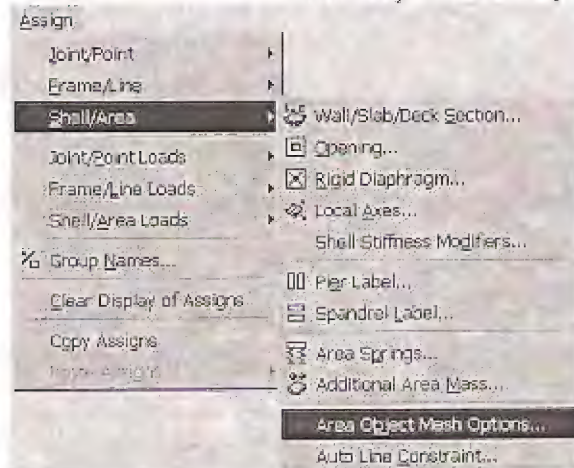 Assign
Joint/Point
Frame/Line
Shell/Area
Joint/Point Loads
Frame/Line Loads
Shell/Area Loads
Group Names...
Clear Display of Assigns
Copy Assigns
Wall/Slab/Deck Section...
Opening...
Rigid Diaphragm...
Local Axes...
Shell Stiffness Modifiers...
Pier Label...
Spandrel Label...
Area Springs...
Additional Area Mass...
Area Object Mesh Options...
Auto Line Constraint...